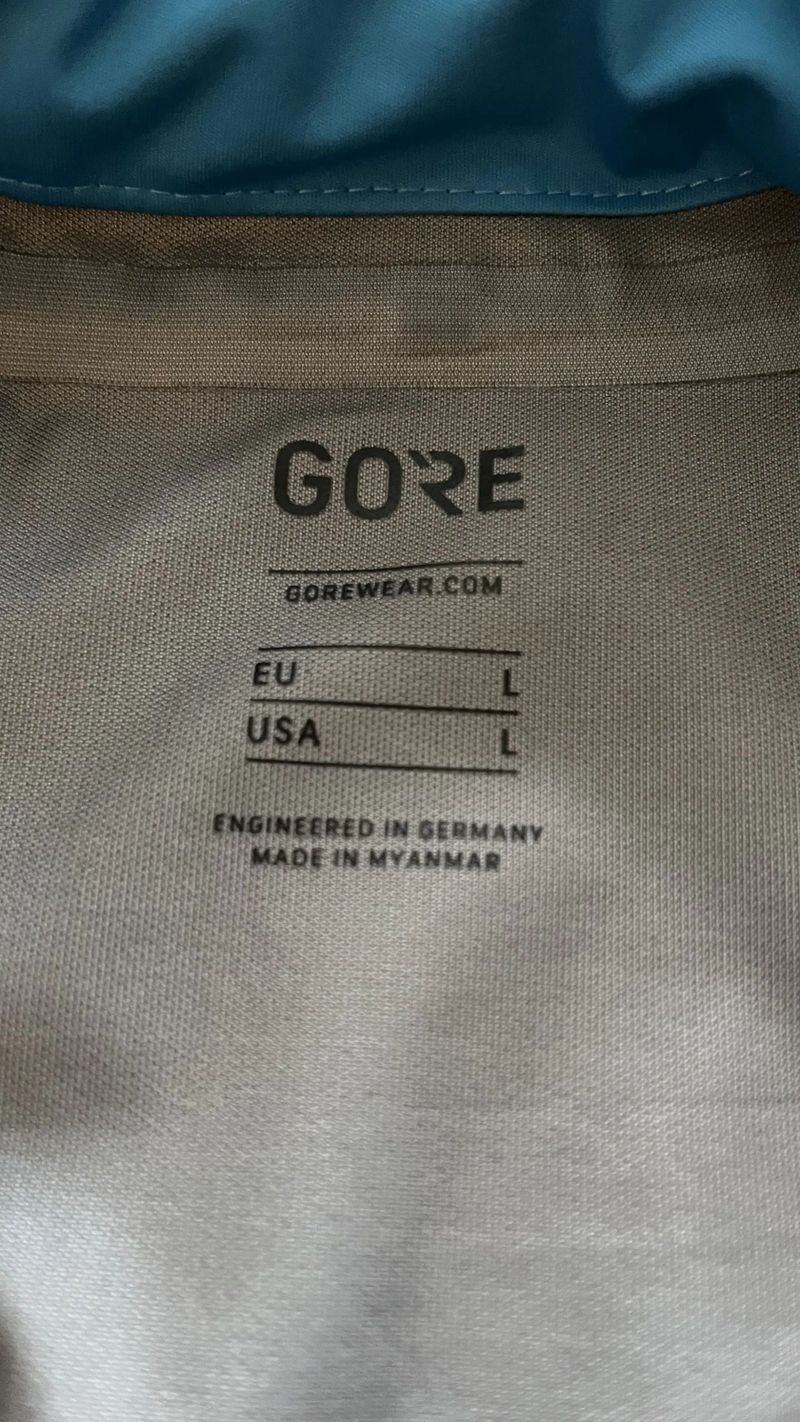 GORE
GOREWEAR.COM
EU L
USA L
ENGINEERED IN GERMANY
MADE IN MYANMAR